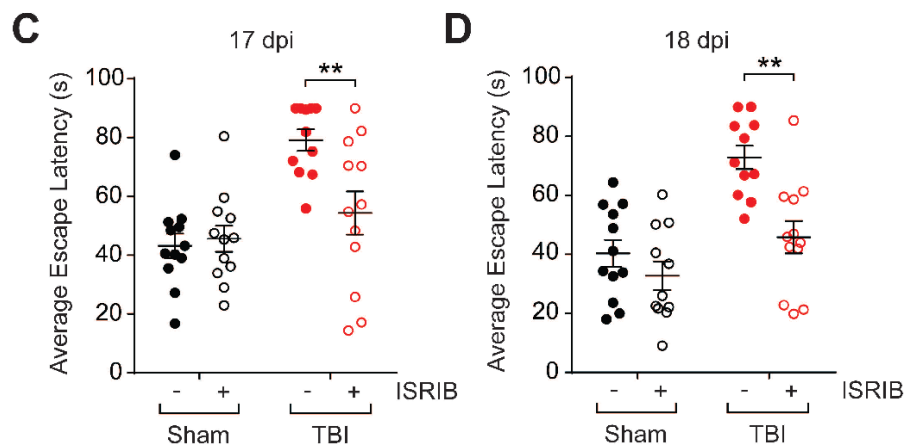 C
17 dpi
Average Escape Latency (s)
100
80
60
40
20
0
**
- + - + ISRIB
Sham TBI
D
18 dpi
Average Escape Latency (s)
100
80
60
40
20
0
**
- + - + ISRIB
Sham TBI